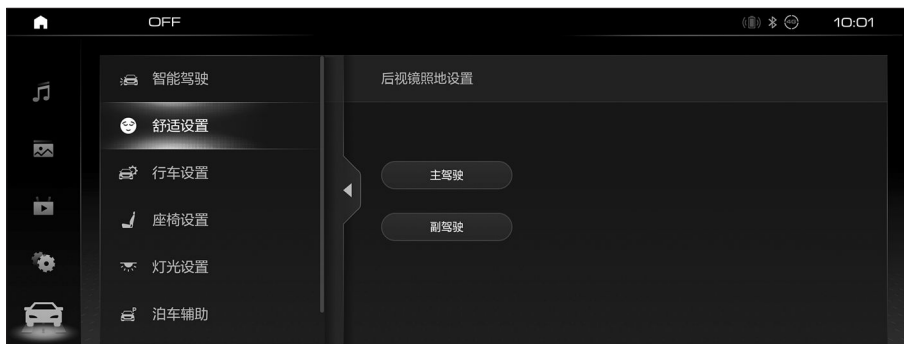 OFF
10:01
智能驾驶
后视镜照地设置
舒适设置
行车设置
主驾驶
座椅设置
副驾驶
灯光设置
泊车辅助